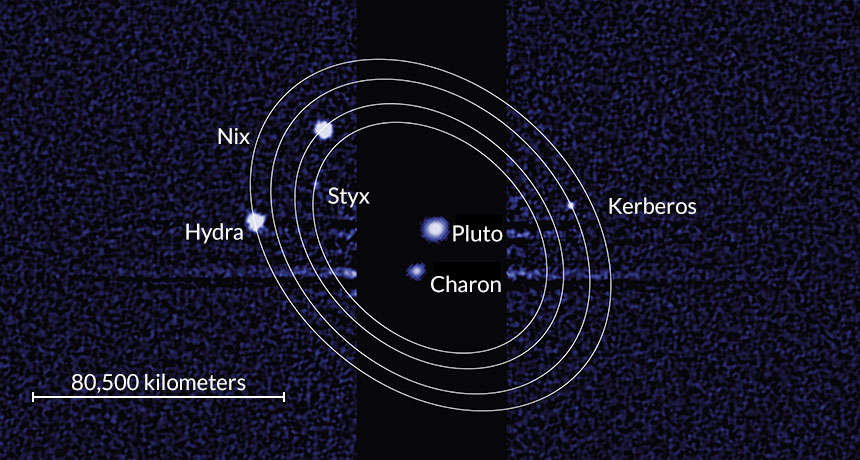 Nix
Styx
Kerberos
Hydra
Pluto
Charon
80,500 kilometers